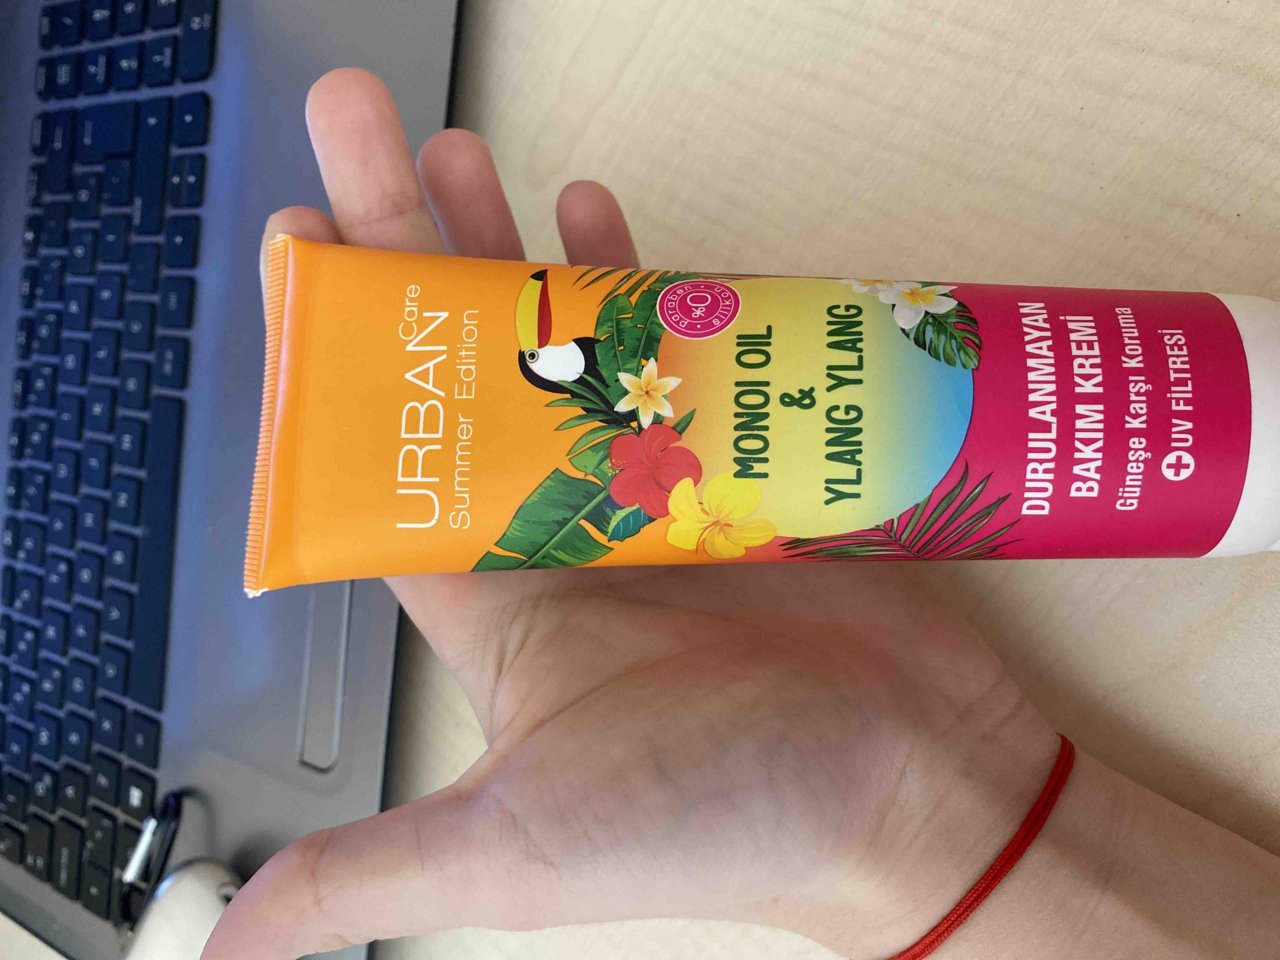 URBAN
Care
Summer Edition
%0
paraben • silikon
MONOI OIL
&
YLANG YLANG
DURULANMAYAN
BAKIM KREMİ
Güneşe Karşı Koruma
+ UV FİLTRESİ